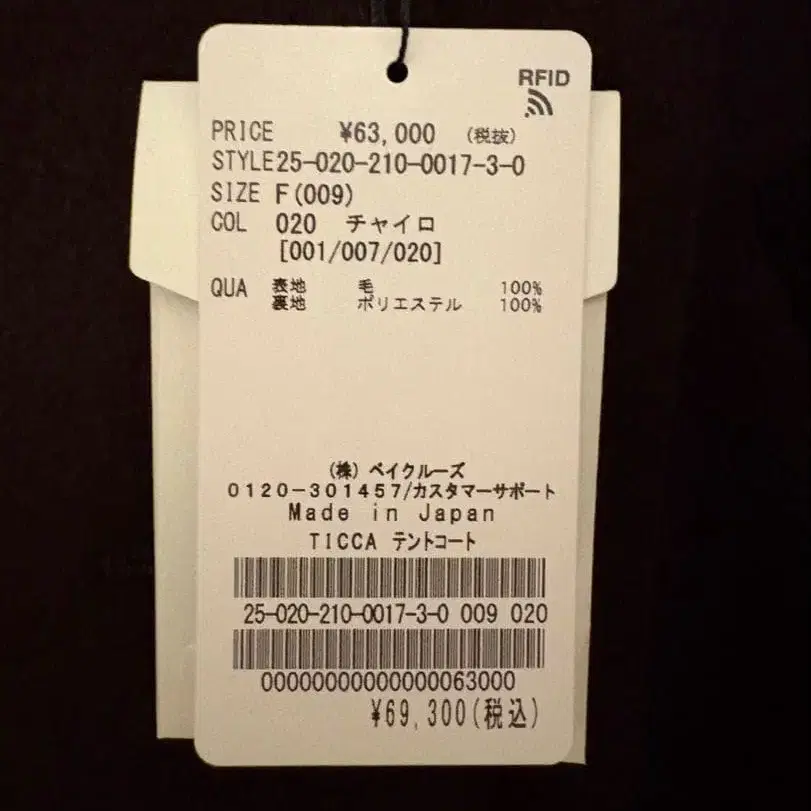 RFID
PRICE ¥63,000 (税抜)
STYLE25-020-210-0017-3-0
SIZE F(009)
COL 020 チャイロ
[001/007/020]
QUA 表地 毛 100%
裏地 ポリエステル 100%
(株) ベイクルーズ
0120-301457/カスタマーサポート
Made in Japan
TICCA テントコート
25-020-210-0017-3-0 009 020
00000000000000063000
¥69,300(税込)